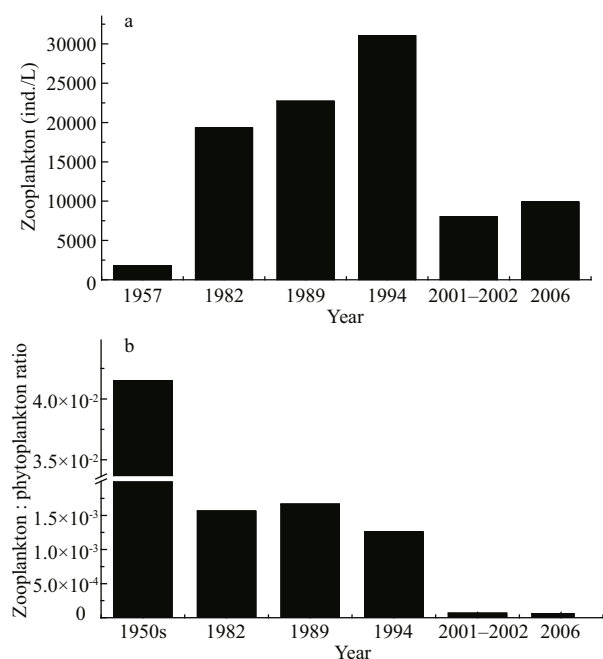 a
Zooplankton (ind./L)
30000
25000
20000
15000
10000
5000
0
1957 1982 1989 1994 2001–2002 2006
Year
b
Zooplankton : phytoplankton ratio
4.0×10⁻²
3.5×10⁻²
1.5×10⁻³
1.0×10⁻³
5.0×10⁻⁴
0
1950s 1982 1989 1994 2001–2002 2006
Year